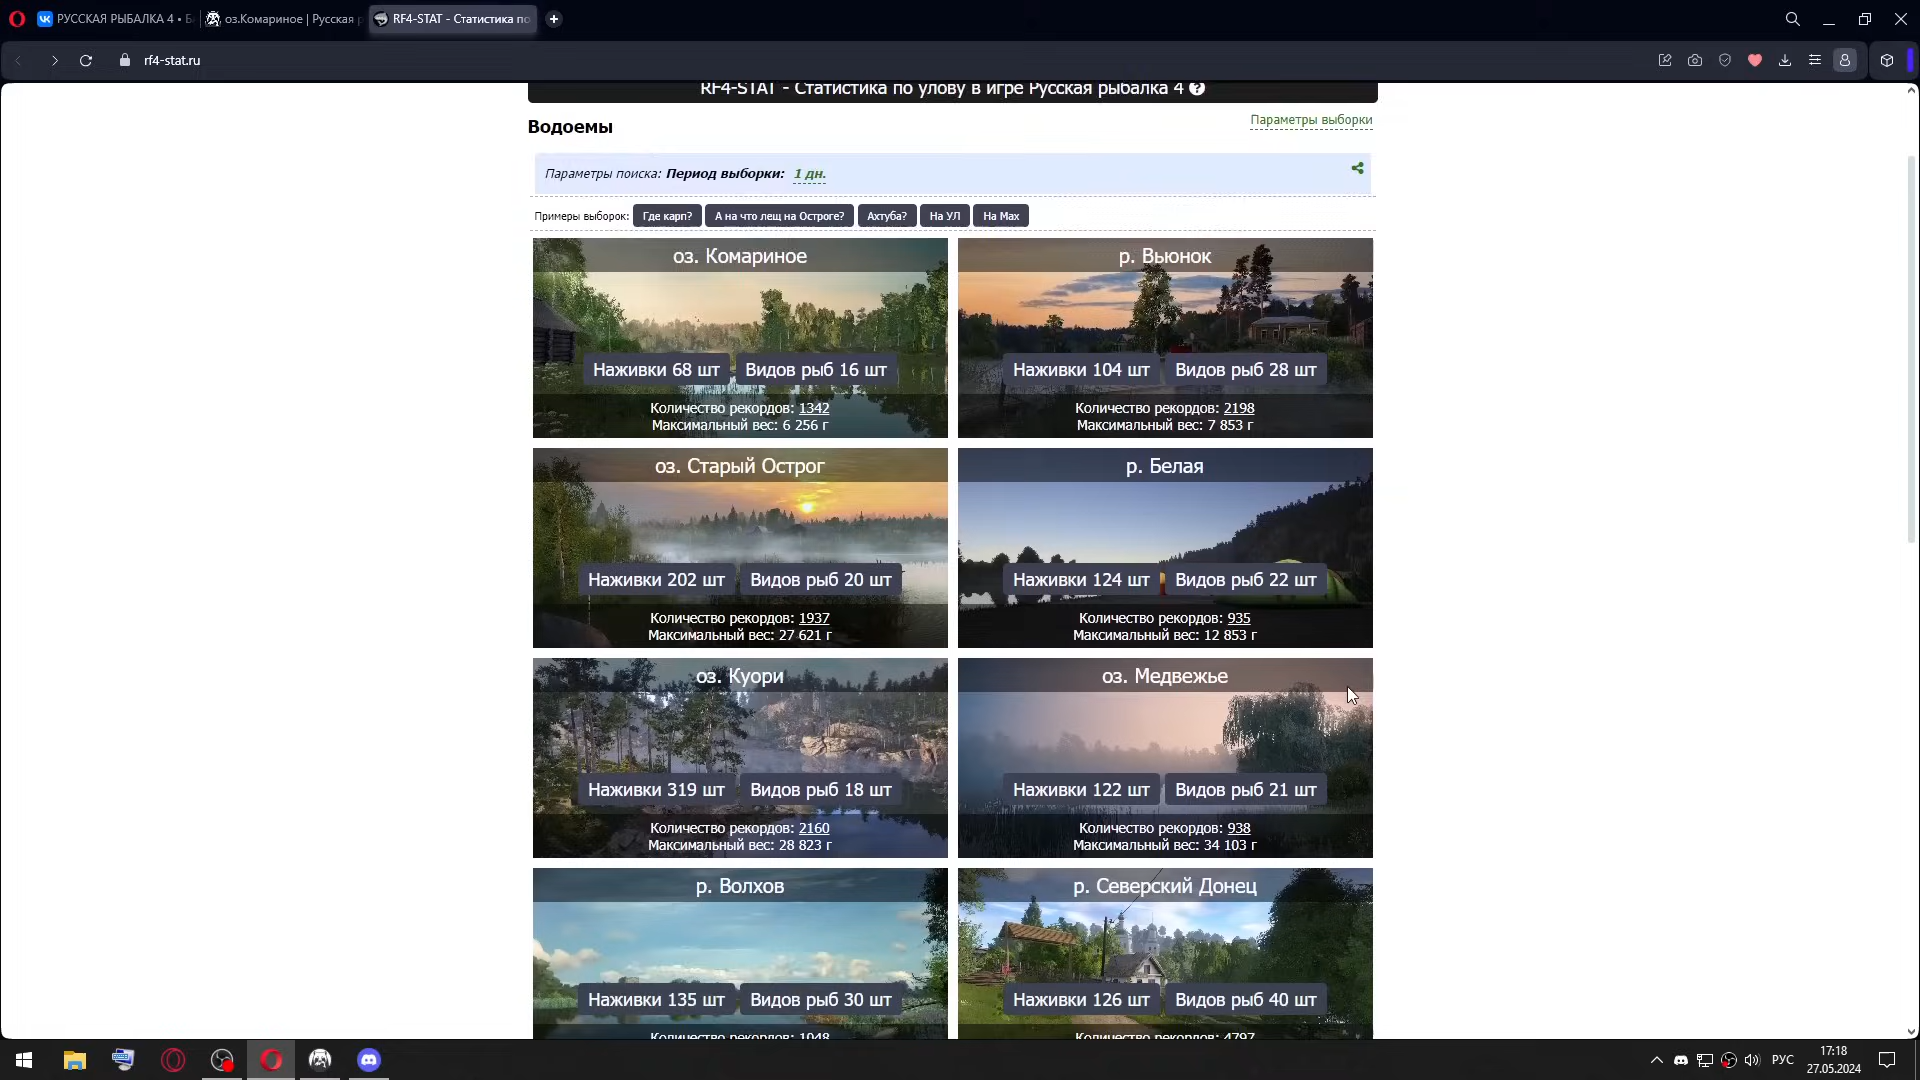 РУССКАЯ РЫБАЛКА 4 • Б
оз.Комариное | Русская р
RF4-STAT - Статистика по
rf4-stat.ru
RF4-STAT - Статистика по улову в игре Русская рыбалка 4
Водоемы
Параметры выборки
Параметры поиска: Период выборки: 1 дн.
Примеры выборок: Где карп? А на что лещ на Остроге? Ахтуба? На УЛ На Мах
оз. Комариное
Наживки 68 шт Видов рыб 16 шт
Количество рекордов: 1342
Максимальный вес: 6 256 г
р. Вьюнок
Наживки 104 шт Видов рыб 28 шт
Количество рекордов: 2198
Максимальный вес: 7 853 г
оз. Старый Острог
Наживки 202 шт Видов рыб 20 шт
Количество рекордов: 1937
Максимальный вес: 27 621 г
р. Белая
Наживки 124 шт Видов рыб 22 шт
Количество рекордов: 935
Максимальный вес: 12 853 г
оз. Куори
Наживки 319 шт Видов рыб 18 шт
Количество рекордов: 2160
Максимальный вес: 28 823 г
оз. Медвежье
Наживки 122 шт Видов рыб 21 шт
Количество рекордов: 938
Максимальный вес: 34 103 г
р. Волхов
Наживки 135 шт Видов рыб 30 шт
Количество рекордов: 1048
р. Северский Донец
Наживки 126 шт Видов рыб 40 шт
Количество рекордов: 4797
РУС
17:18
27.05.2024